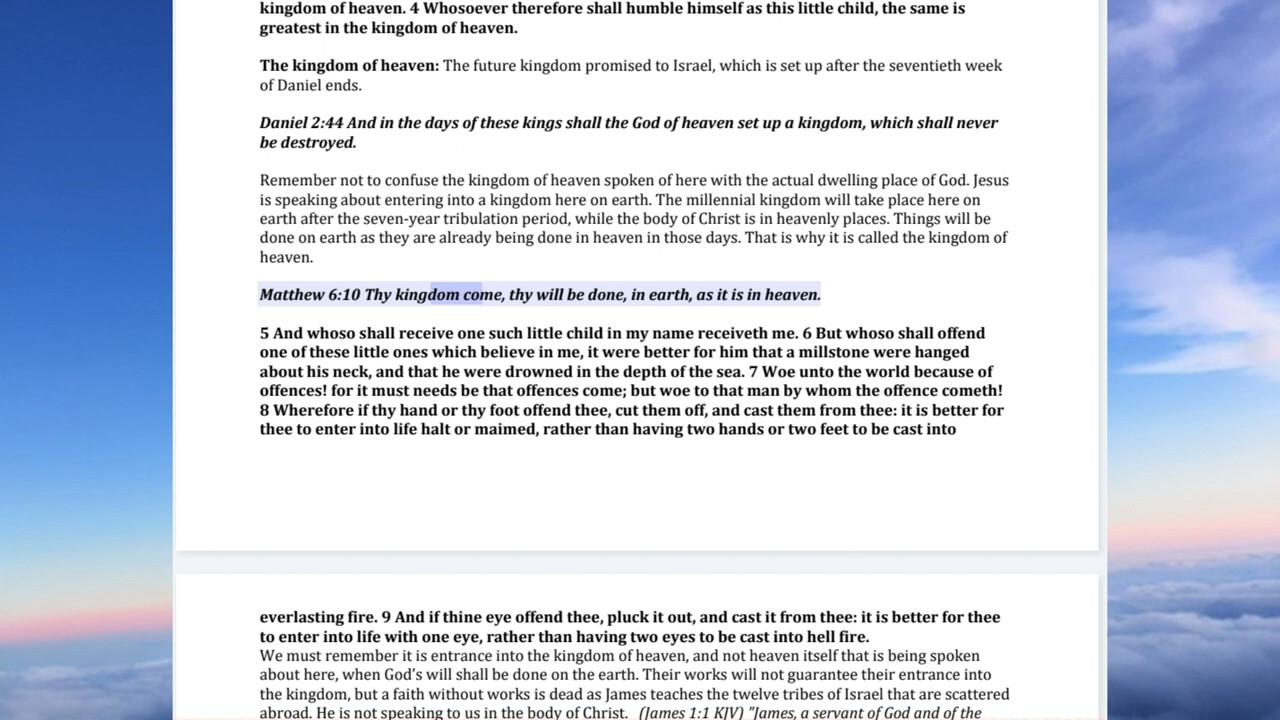 kingdom of heaven. 4 Whosoever therefore shall humble himself as this little child, the same is
greatest in the kingdom of heaven.
The kingdom of heaven: The future kingdom promised to Israel, which is set up after the seventieth week
of Daniel ends.
Daniel 2:44 And in the days of these kings shall the God of heaven set up a kingdom, which shall never
be destroyed.
Remember not to confuse the kingdom of heaven spoken of here with the actual dwelling place of God. Jesus
is speaking about entering into a kingdom here on earth. The millennial kingdom will take place here on
earth after the seven-year tribulation period, while the body of Christ is in heavenly places. Things will be
done on earth as they are already being done in heaven in those days. That is why it is called the kingdom of
heaven.
Matthew 6:10 Thy kingdom come, thy will be done, in earth, as it is in heaven.
5 And whoso shall receive one such little child in my name receiveth me. 6 But whoso shall offend
one of these little ones which believe in me, it were better for him that a millstone were hanged
about his neck, and that he were drowned in the depth of the sea. 7 Woe unto the world because of
offences! for it must needs be that offences come; but woe to that man by whom the offence cometh!
8 Wherefore if thy hand or thy foot offend thee, cut them off, and cast them from thee: it is better for
thee to enter into life halt or maimed, rather than having two hands or two feet to be cast into
everlasting fire. 9 And if thine eye offend thee, pluck it out, and cast it from thee: it is better for thee
to enter into life with one eye, rather than having two eyes to be cast into hell fire.
We must remember it is entrance into the kingdom of heaven, and not heaven itself that is being spoken
about here, when God’s will shall be done on the earth. Their works will not guarantee their entrance into
the kingdom, but a faith without works is dead as James teaches the twelve tribes of Israel that are scattered
abroad. He is not speaking to us in the body of Christ. (James 1:1 KJV) "James, a servant of God and of the